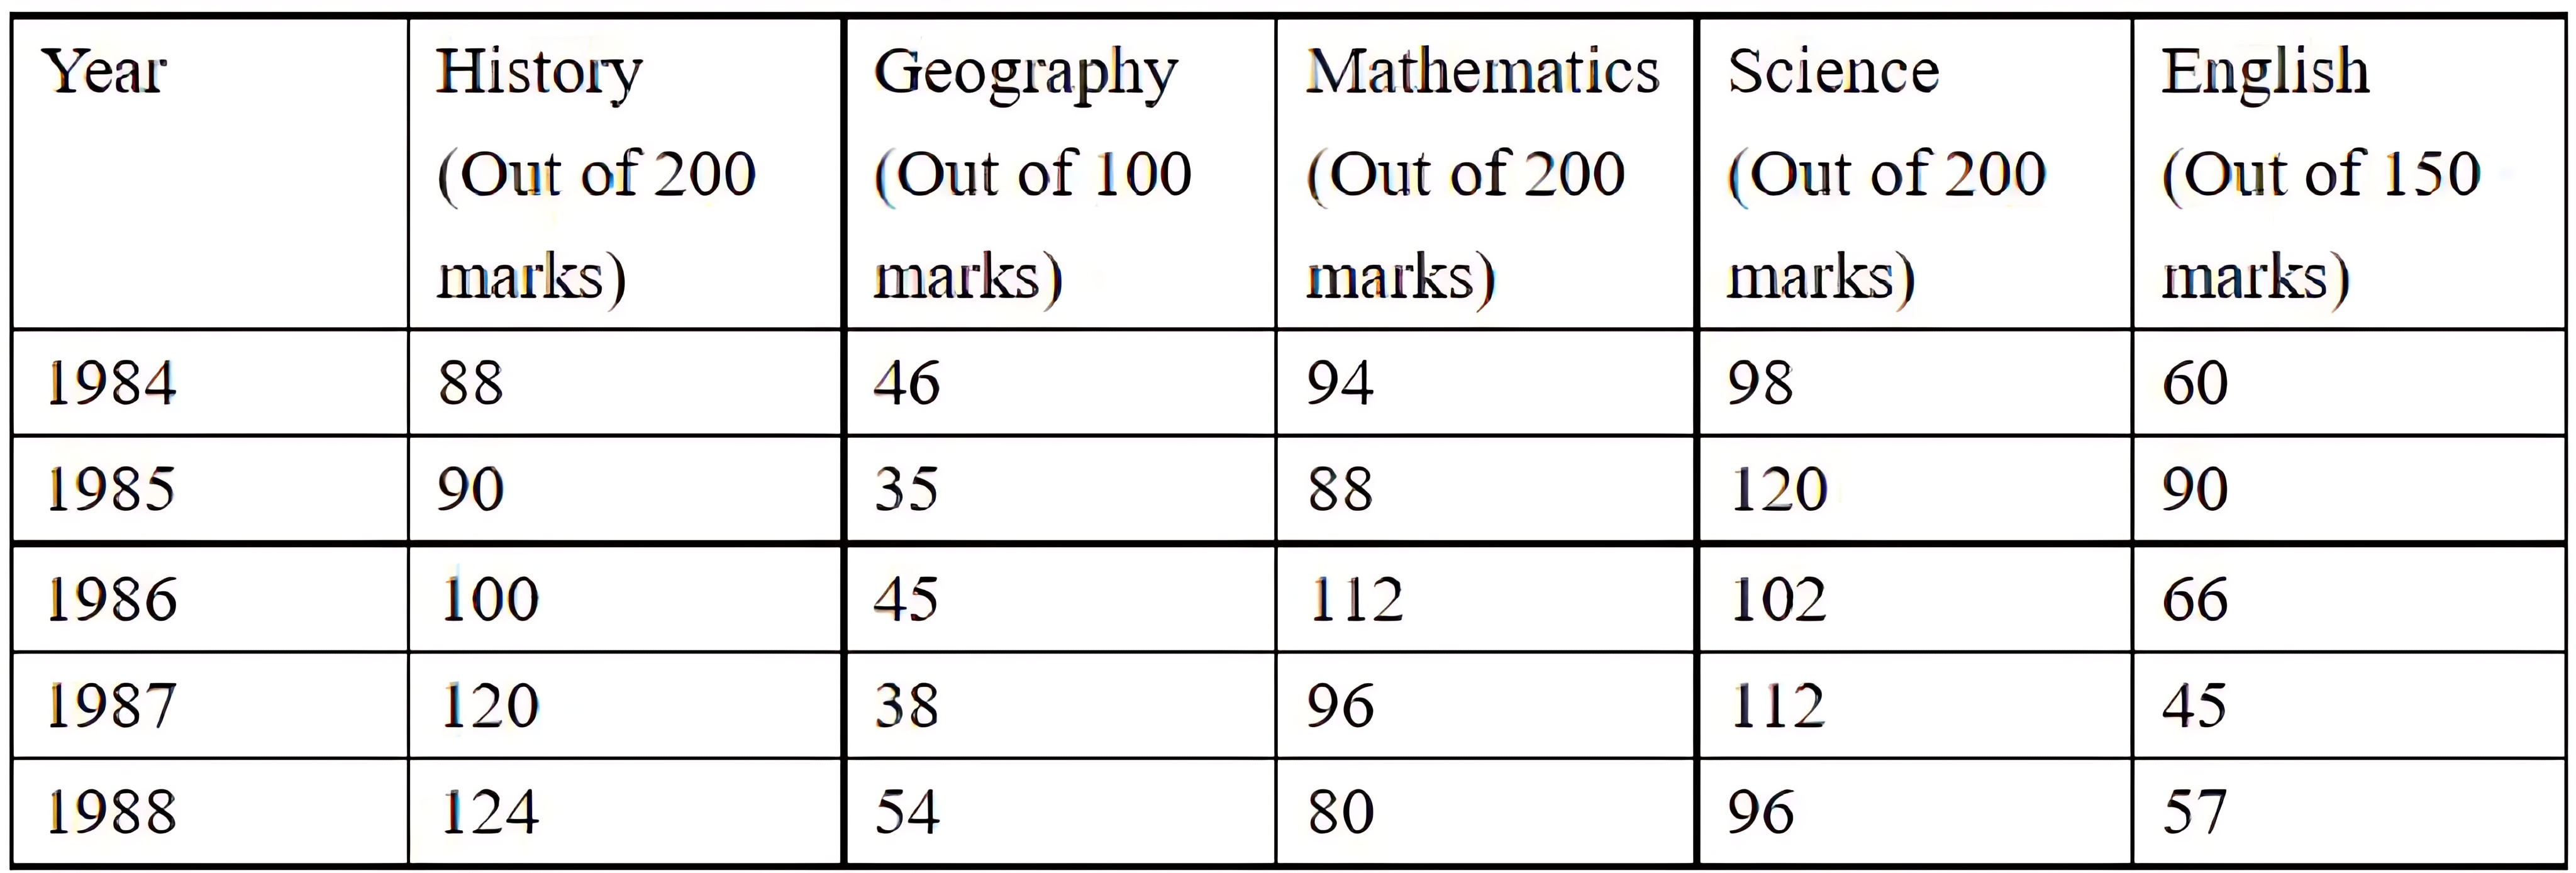 Year History Geography Mathematics Science English
(Out of 200 (Out of 100 (Out of 200 (Out of 200 (Out of 150
marks) marks) marks) marks) marks)
1984 88 46 94 98 60
1985 90 35 88 120 90
1986 100 45 112 102 66
1987 120 38 96 112 45
1988 124 54 80 96 57